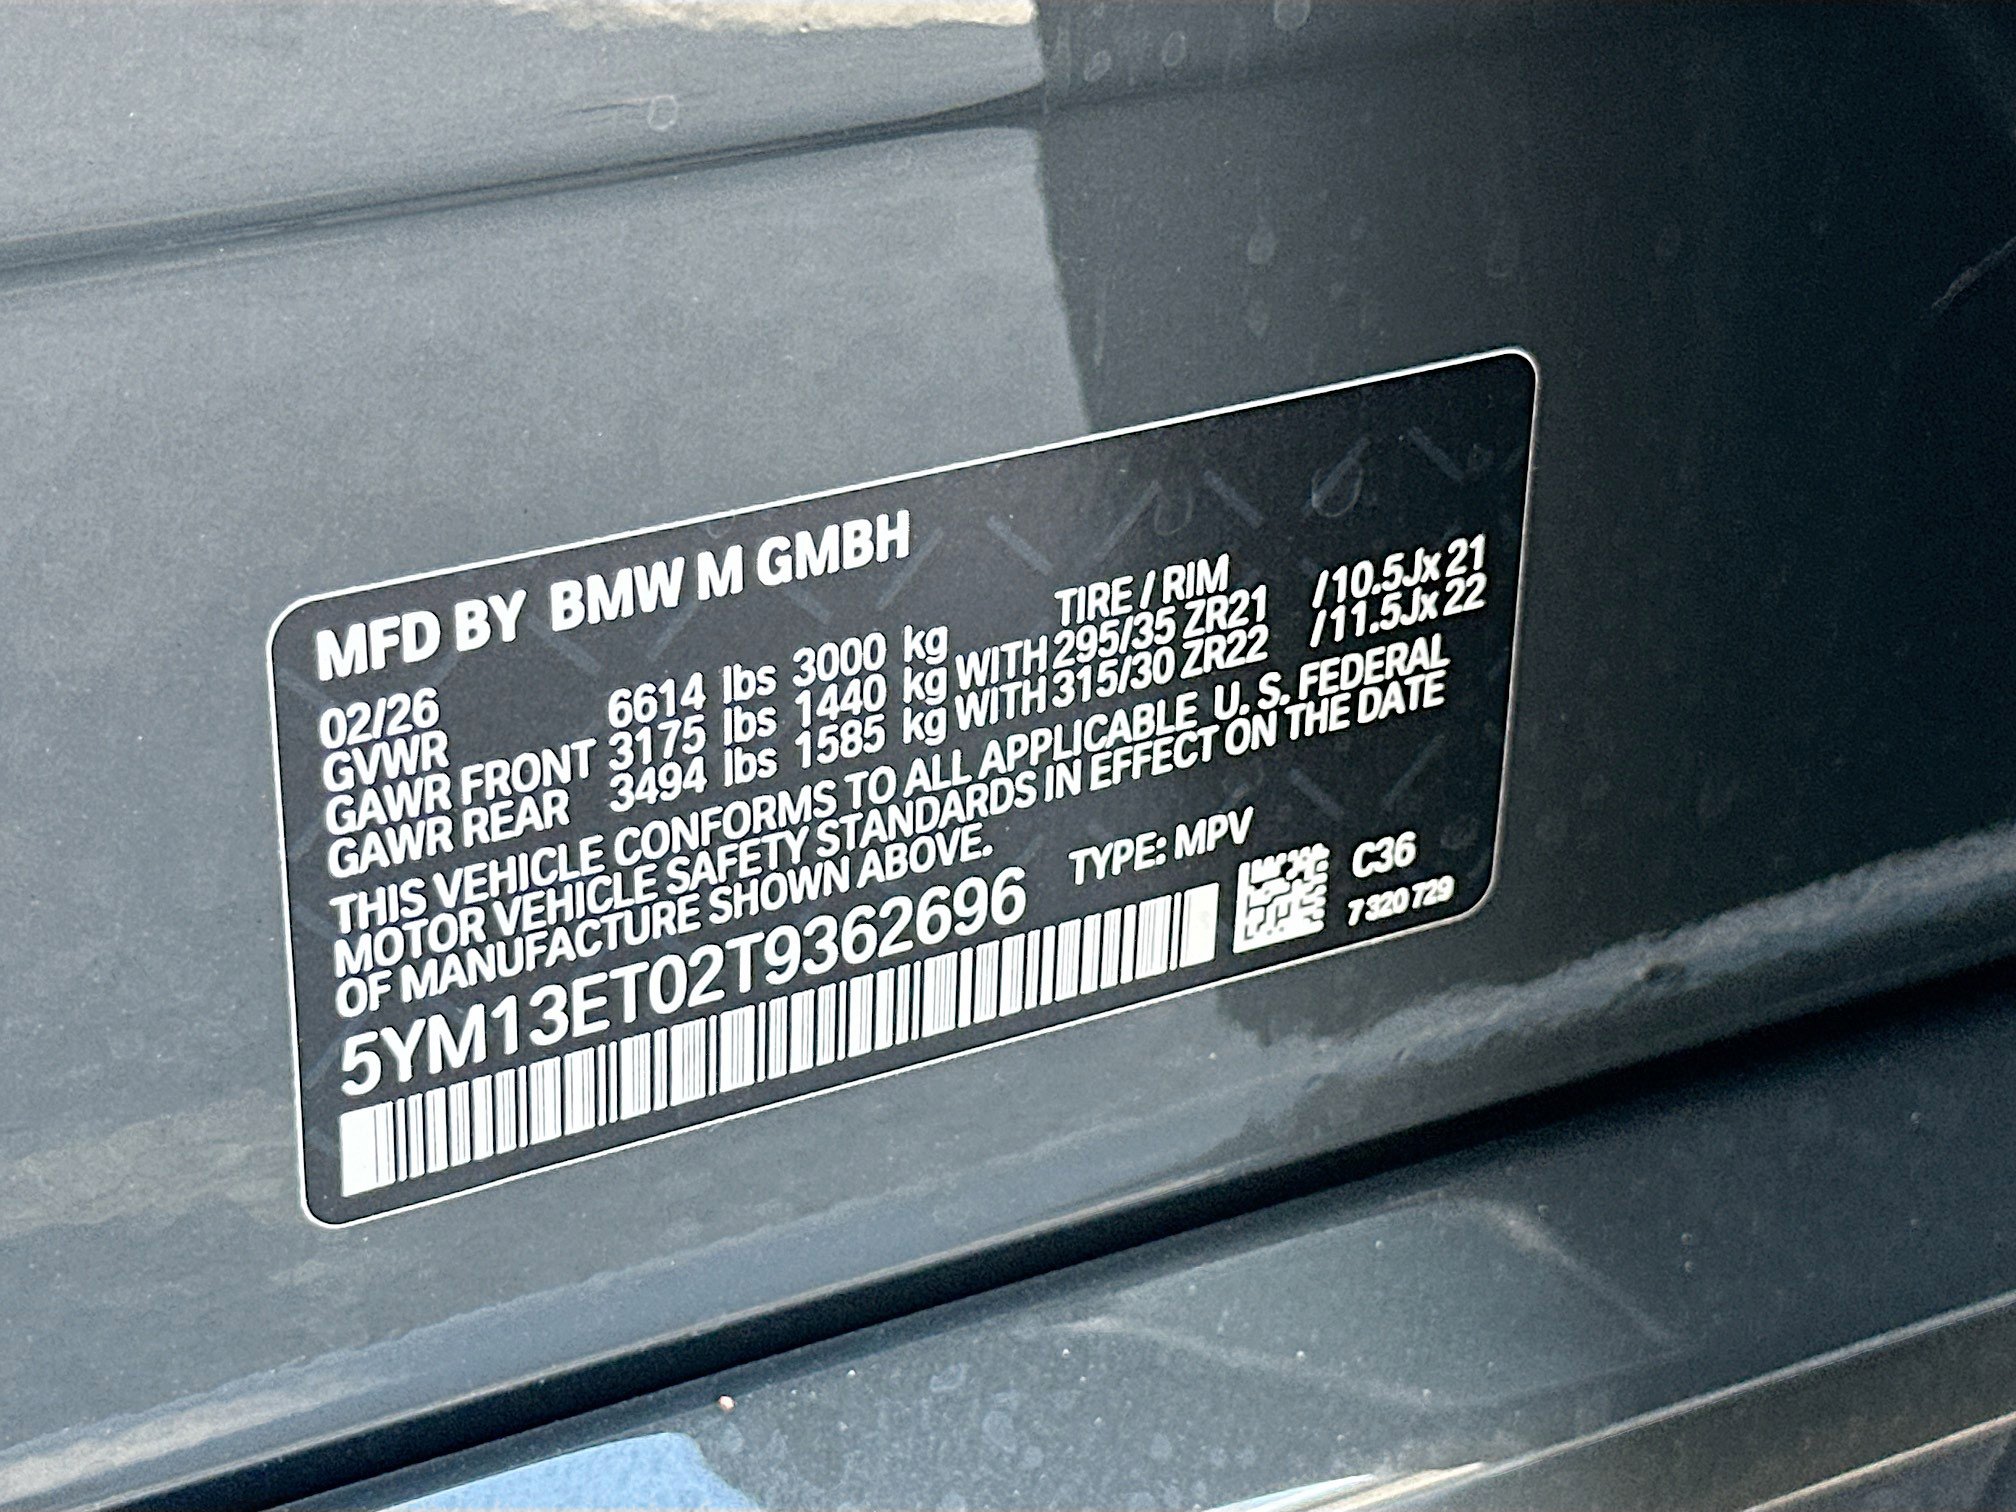 MFD BY BMW M GMBH
TIRE / RIM
02/26
GVWR 6614 lbs 3000 kg
GAWR FRONT 3175 lbs 1440 kg WITH 295/35 ZR21 /10.5Jx 21
GAWR REAR 3494 lbs 1585 kg WITH 315/30 ZR22 /11.5Jx 22
THIS VEHICLE CONFORMS TO ALL APPLICABLE U. S. FEDERAL
MOTOR VEHICLE SAFETY STANDARDS IN EFFECT ON THE DATE
OF MANUFACTURE SHOWN ABOVE.
5YM13ET02T9362696 TYPE: MPV
C36
7 320 729